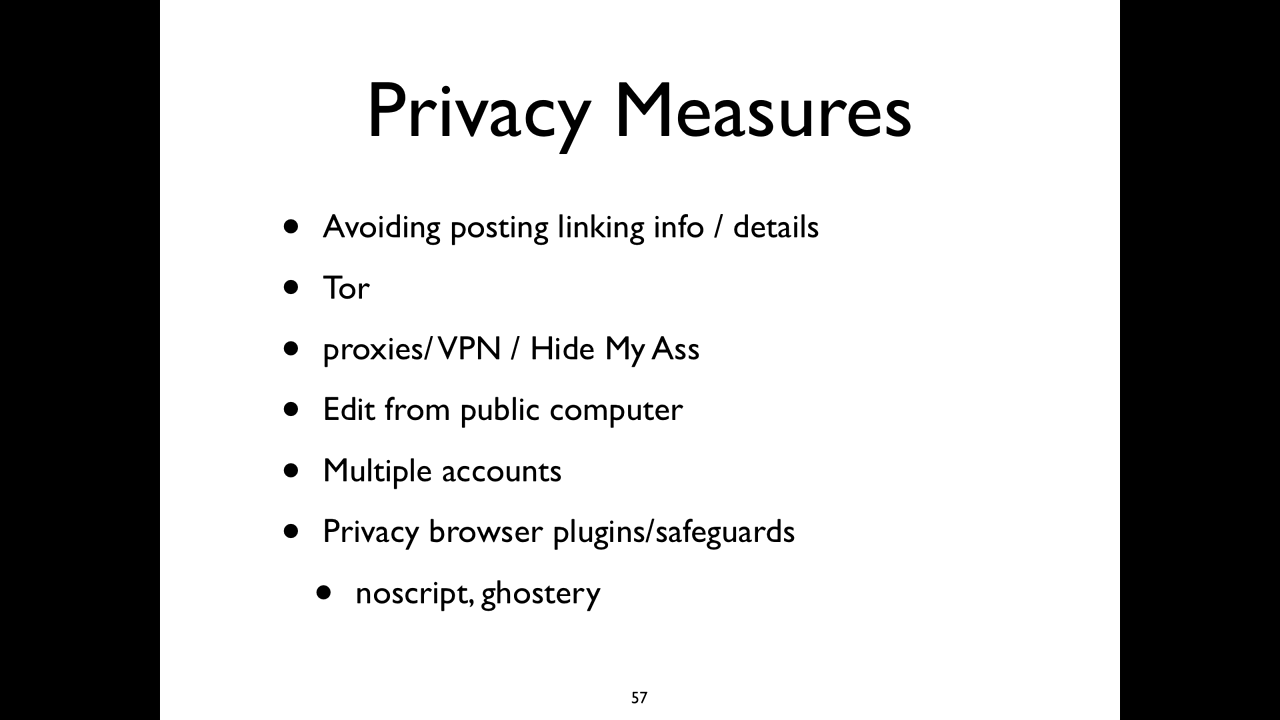 Privacy Measures
• Avoiding posting linking info / details
• Tor
• proxies/ VPN / Hide My Ass
• Edit from public computer
• Multiple accounts
• Privacy browser plugins/safeguards
• noscript, ghostery
57